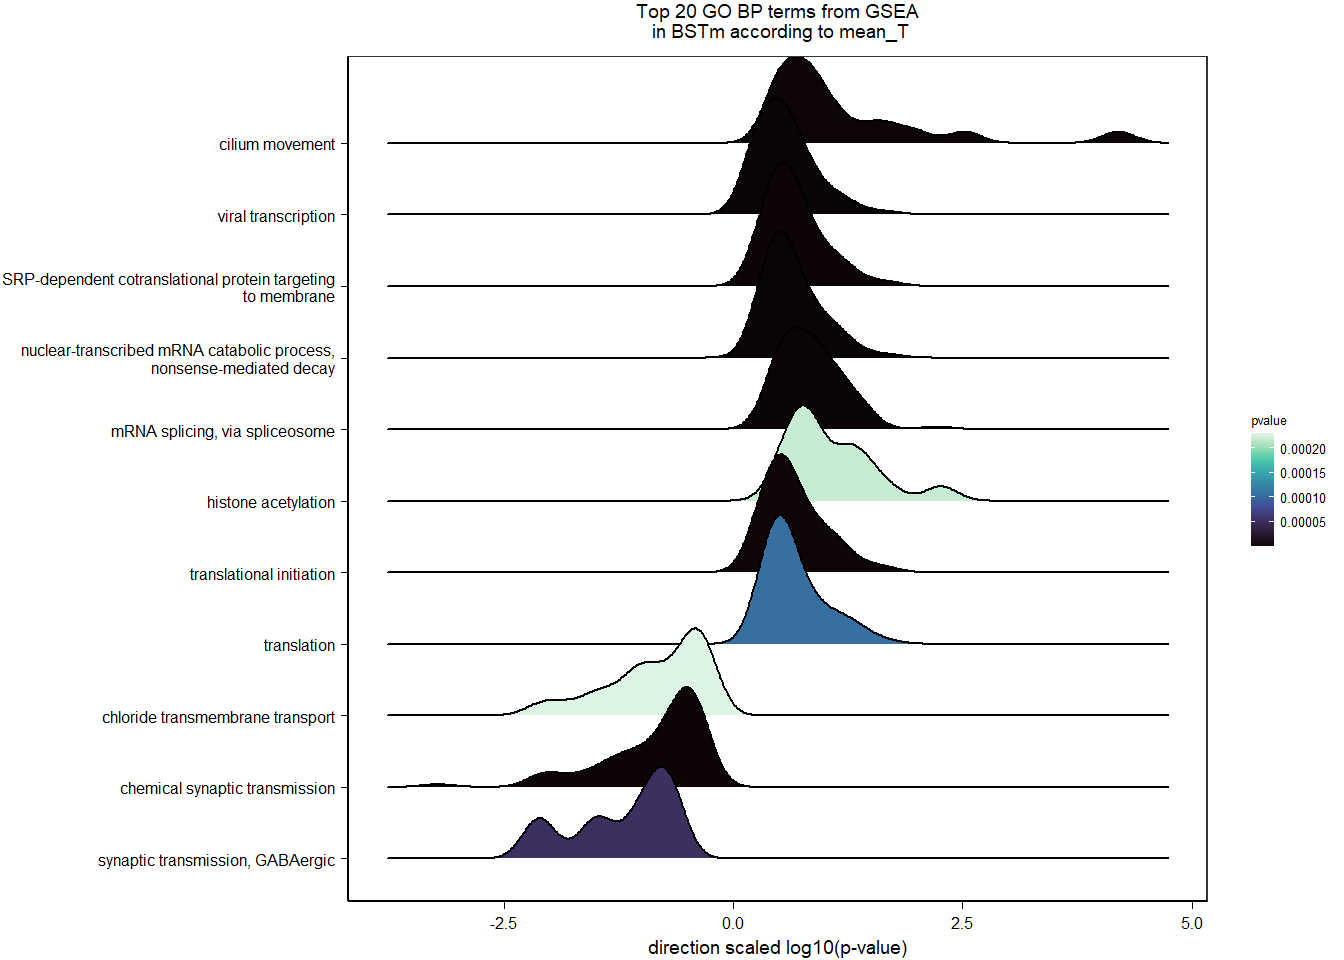 Top 20 GO BP terms from GSEA
in BSTm according to mean_T
cilium movement
viral transcription
SRP-dependent cotranslational protein targeting
to membrane
nuclear-transcribed mRNA catabolic process,
nonsense-mediated decay
mRNA splicing, via spliceosome
histone acetylation
translational initiation
translation
chloride transmembrane transport
chemical synaptic transmission
synaptic transmission, GABAergic
-2.5 0.0 2.5 5.0
direction scaled log10(p-value)
pvalue
0.00020
0.00015
0.00010
0.00005